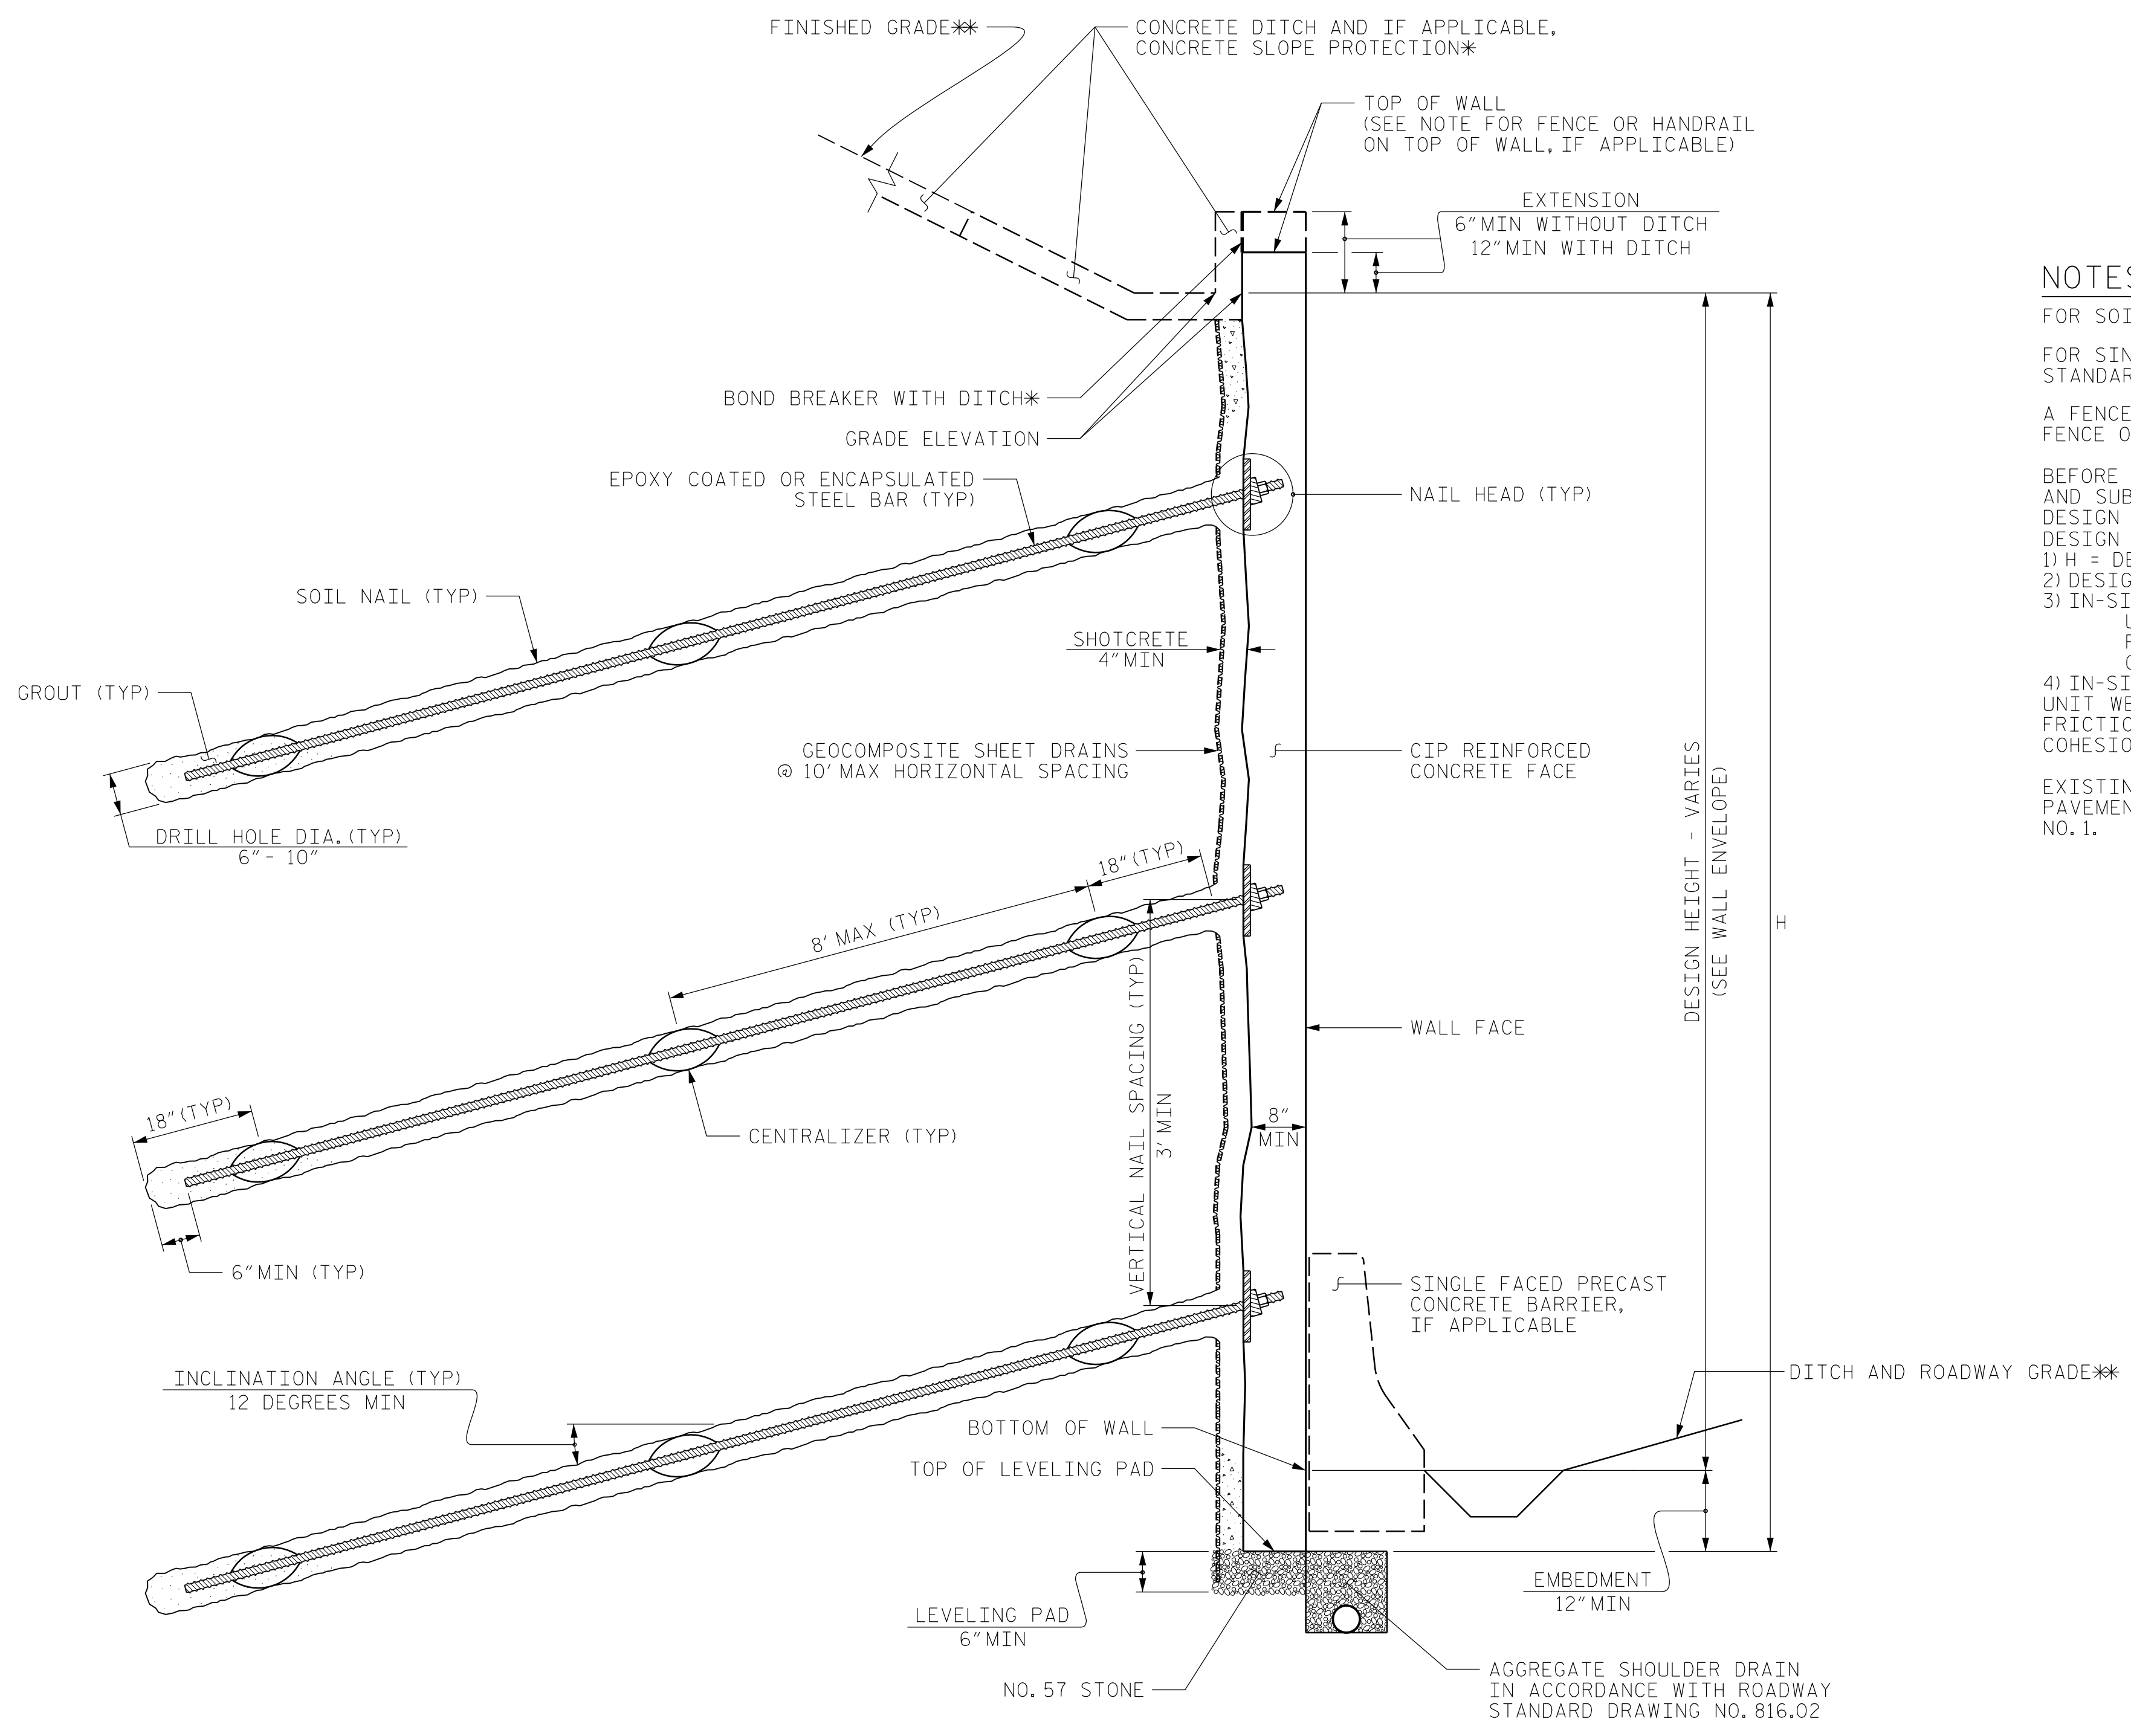 FINISHED GRADE**
CONCRETE DITCH AND IF APPLICABLE,
CONCRETE SLOPE PROTECTION*
TOP OF WALL
(SEE NOTE FOR FENCE OR HANDRAIL
ON TOP OF WALL, IF APPLICABLE)
EXTENSION
6" MIN WITHOUT DITCH
12" MIN WITH DITCH
BOND BREAKER WITH DITCH*
GRADE ELEVATION
EPOXY COATED OR ENCAPSULATED
STEEL BAR (TYP)
NAIL HEAD (TYP)
SOIL NAIL (TYP)
SHOTCRETE
4" MIN
GROUT (TYP)
GEOCOMPOSITE SHEET DRAINS
@ 10' MAX HORIZONTAL SPACING
CIP REINFORCED
CONCRETE FACE
DRILL HOLE DIA. (TYP)
6" - 10"
18" (TYP)
8' MAX (TYP)
DESIGN HEIGHT - VARIES
(SEE WALL ENVELOPE)
H
VERTICAL NAIL SPACING (TYP)
3' MIN
WALL FACE
18" (TYP)
CENTRALIZER (TYP)
8"
MIN
6" MIN (TYP)
SINGLE FACED PRECAST
CONCRETE BARRIER,
IF APPLICABLE
INCLINATION ANGLE (TYP)
12 DEGREES MIN
DITCH AND ROADWAY GRADE**
BOTTOM OF WALL
TOP OF LEVELING PAD
EMBEDMENT
12" MIN
LEVELING PAD
6" MIN
NO. 57 STONE
AGGREGATE SHOULDER DRAIN
IN ACCORDANCE WITH ROADWAY
STANDARD DRAWING NO. 816.02
NOTES
FOR SOI
FOR SIN
STANDAR
A FENCE
FENCE O
BEFORE
AND SUB
DESIGN
DESIGN
1) H = DE
2) DESIG
3) IN-SI
4) IN-SI
UNIT WE
FRICTIO
COHESIO
EXISTIN
PAVEMEN
NO. 1.